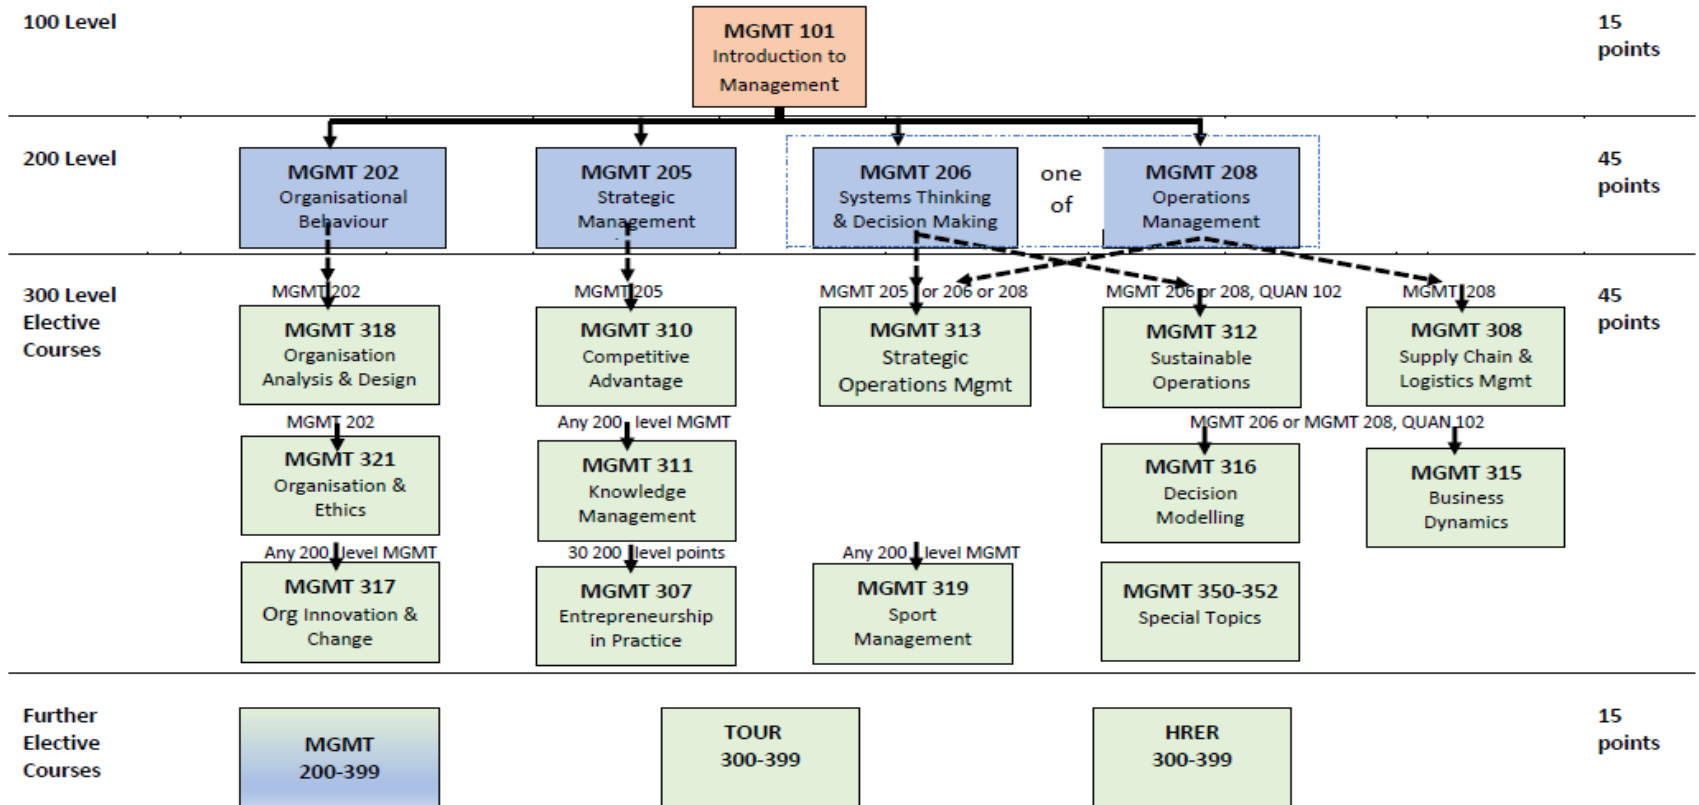 100 Level
MGMT 101
Introduction to
Management
15
points
200 Level
MGMT 202
Organisational
Behaviour
MGMT 205
Strategic
Management
MGMT 206
Systems Thinking
& Decision Making
one
of
MGMT 208
Operations
Management
45
points
300 Level
Elective
Courses
MGMT 202
MGMT 318
Organisation
Analysis & Design
MGMT 205
MGMT 310
Competitive
Advantage
MGMT 205 or 206 or 208
MGMT 313
Strategic
Operations Mgmt
MGMT 206 or 208, QUAN 102
MGMT 312
Sustainable
Operations
MGMT 208
MGMT 308
Supply Chain &
Logistics Mgmt
45
points
MGMT 202
MGMT 321
Organisation &
Ethics
Any 200 level MGMT
MGMT 311
Knowledge
Management
MGMT 206 or MGMT 208, QUAN 102
MGMT 316
Decision
Modelling
MGMT 315
Business
Dynamics
Any 200 level MGMT
MGMT 317
Org Innovation &
Change
30 200 level points
MGMT 307
Entrepreneurship
in Practice
Any 200 level MGMT
MGMT 319
Sport
Management
MGMT 350-352
Special Topics
Further
Elective
Courses
MGMT
200-399
TOUR
300-399
HRER
300-399
15
points